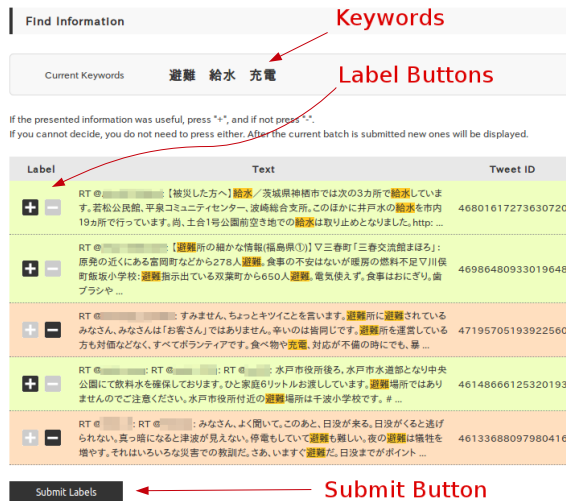 Find Information
Keywords
Current Keywords 避難 給水 充電
Label Buttons
If the presented information was useful, press "+", and if not press "-".
If you cannot decide, you do not need to press either. After the current batch is submitted new ones will be displayed.
Label Text Tweet ID
RT @ : 【被災した方へ】給水／茨城県神栖市では次の3カ所で給水していま
す。若松公民館、平泉コミュニティセンター、波崎総合支所。このほかに井戸水の給水を市内
19ヵ所で行っています。尚、土合1号公園前空き地での給水は取り止めとなりました。http: ...
46801617273630720
RT @ : 【避難所の細かな情報(福島県①)】▽三春町「三春交流館まほろ」:
原発の近くにある富岡町などから278人避難。食事の不安はないが暖房の燃料不足▽川俣
町飯坂小学校: 避難指示出ている双葉町から650人避難。電気使えず。食事はおにぎり。歯
ブラシや ...
46986480933019648
RT @ : すみません、ちょっとキツイことを言います。避難所に避難されている
みなさん、みなさんは「お客さん」ではありません。辛いのは皆同じです。避難所を運営している
方も対価などなく、すべてボランティアです。食べ物や充電、対応が不備の時にでも、暴 ...
47195705193922560
RT @ : RT @ : RT @ : 水戸市役所後ろ、水戸市水道部となり中央
公園にて飲料水を確保しております。ひと家庭6リットルお渡ししています。避難場所ではあり
ませんのでご注意ください。水戸市役所付近の避難場所は千波小学校です。 # ...
46148666125320193
RT @ : RT @ : みなさん、よく聞いて。このあと、日没が来る。日没がくると逃げ
られない。真っ暗になると津波が見えない。停電もしていて避難も難しい。夜の避難は犠牲を
増やす。それはいろいろな災害での教訓だ。さあ、いますぐ避難だ。日没までがポイント ...
46133688097980416
Submit Labels
Submit Button